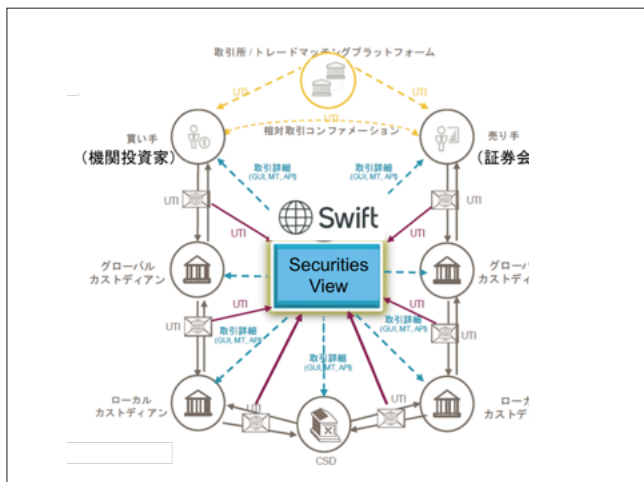 取引所/トレードマッチングプラットフォーム
UTI
UTI
UTI
相対取引コンファメーション
買い手
(機関投資家)
売り手
(証券会
取引詳細
(GUI, MT, API)
取引詳細
(GUI, MT, API)
UTI
UTI
Swift
UTI
UTI
グローバル
カストディアン
Securities
View
グローバ
カストディ
UTI
UTI
UTI
UTI
取引詳細
(GUI, MT, API)
取引詳細
(GUI, MT, API)
取引詳細
(GUI, MT, API)
ローカル
カストディアン
UTI
UTI
ローカ
カストディ
CSD